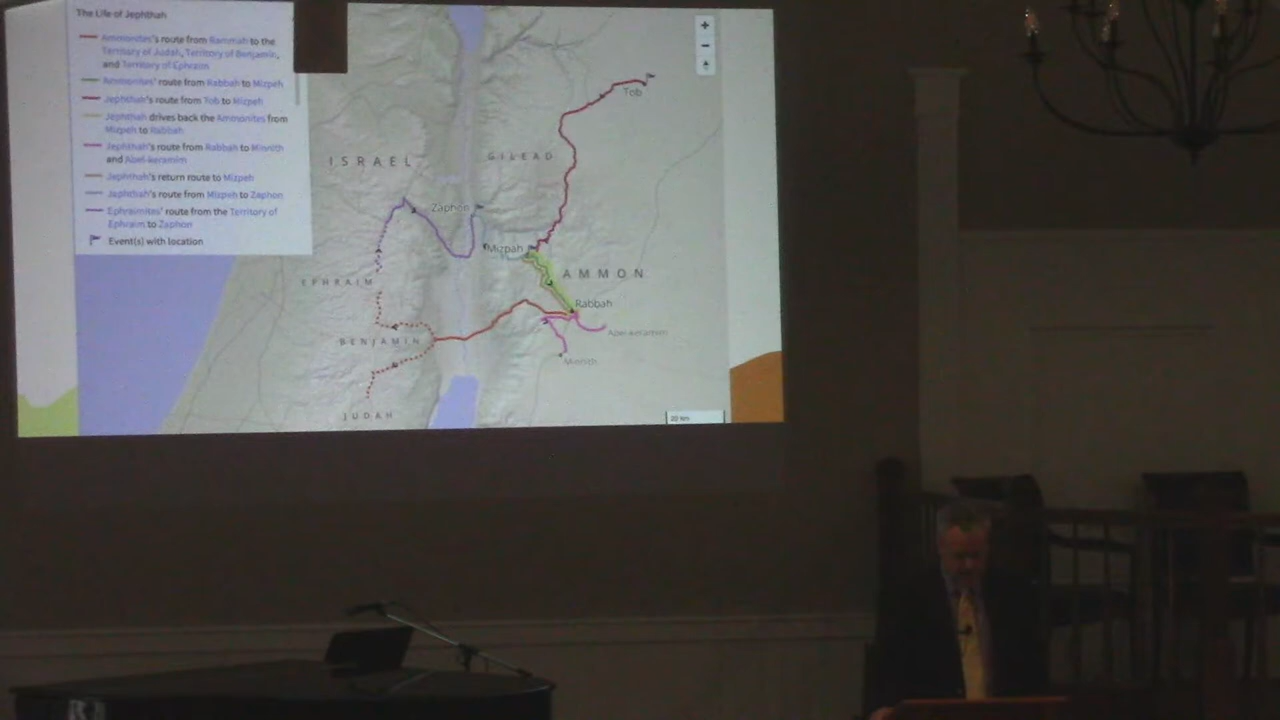 The Life of Jephthah
Ammonites's route from Rammah to the
Territory of Judah, Territory of Benjamin,
and Territory of Ephraim
Ammonites' route from Rabbah to Mizpeh
Jephthah's route from Tob to Mizpeh
Jephthah drives back the Ammonites from
Mizpeh to Rabbah
Jephthah's route from Rabbah to Minnith
and Abel-keramim
Jephthah's return route to Mizpeh
Jephthah's route from Mizpeh to Zaphon
Ephraimites' route from the Territory of
Ephraim to Zaphon
Event(s) with location
+
−
Tob
ISRAEL
GILEAD
Zaphon
Mizpah
AMMON
EPHRAIM
Rabbah
Abel-keramim
BENJAMIN
Minnith
JUDAH
20 km